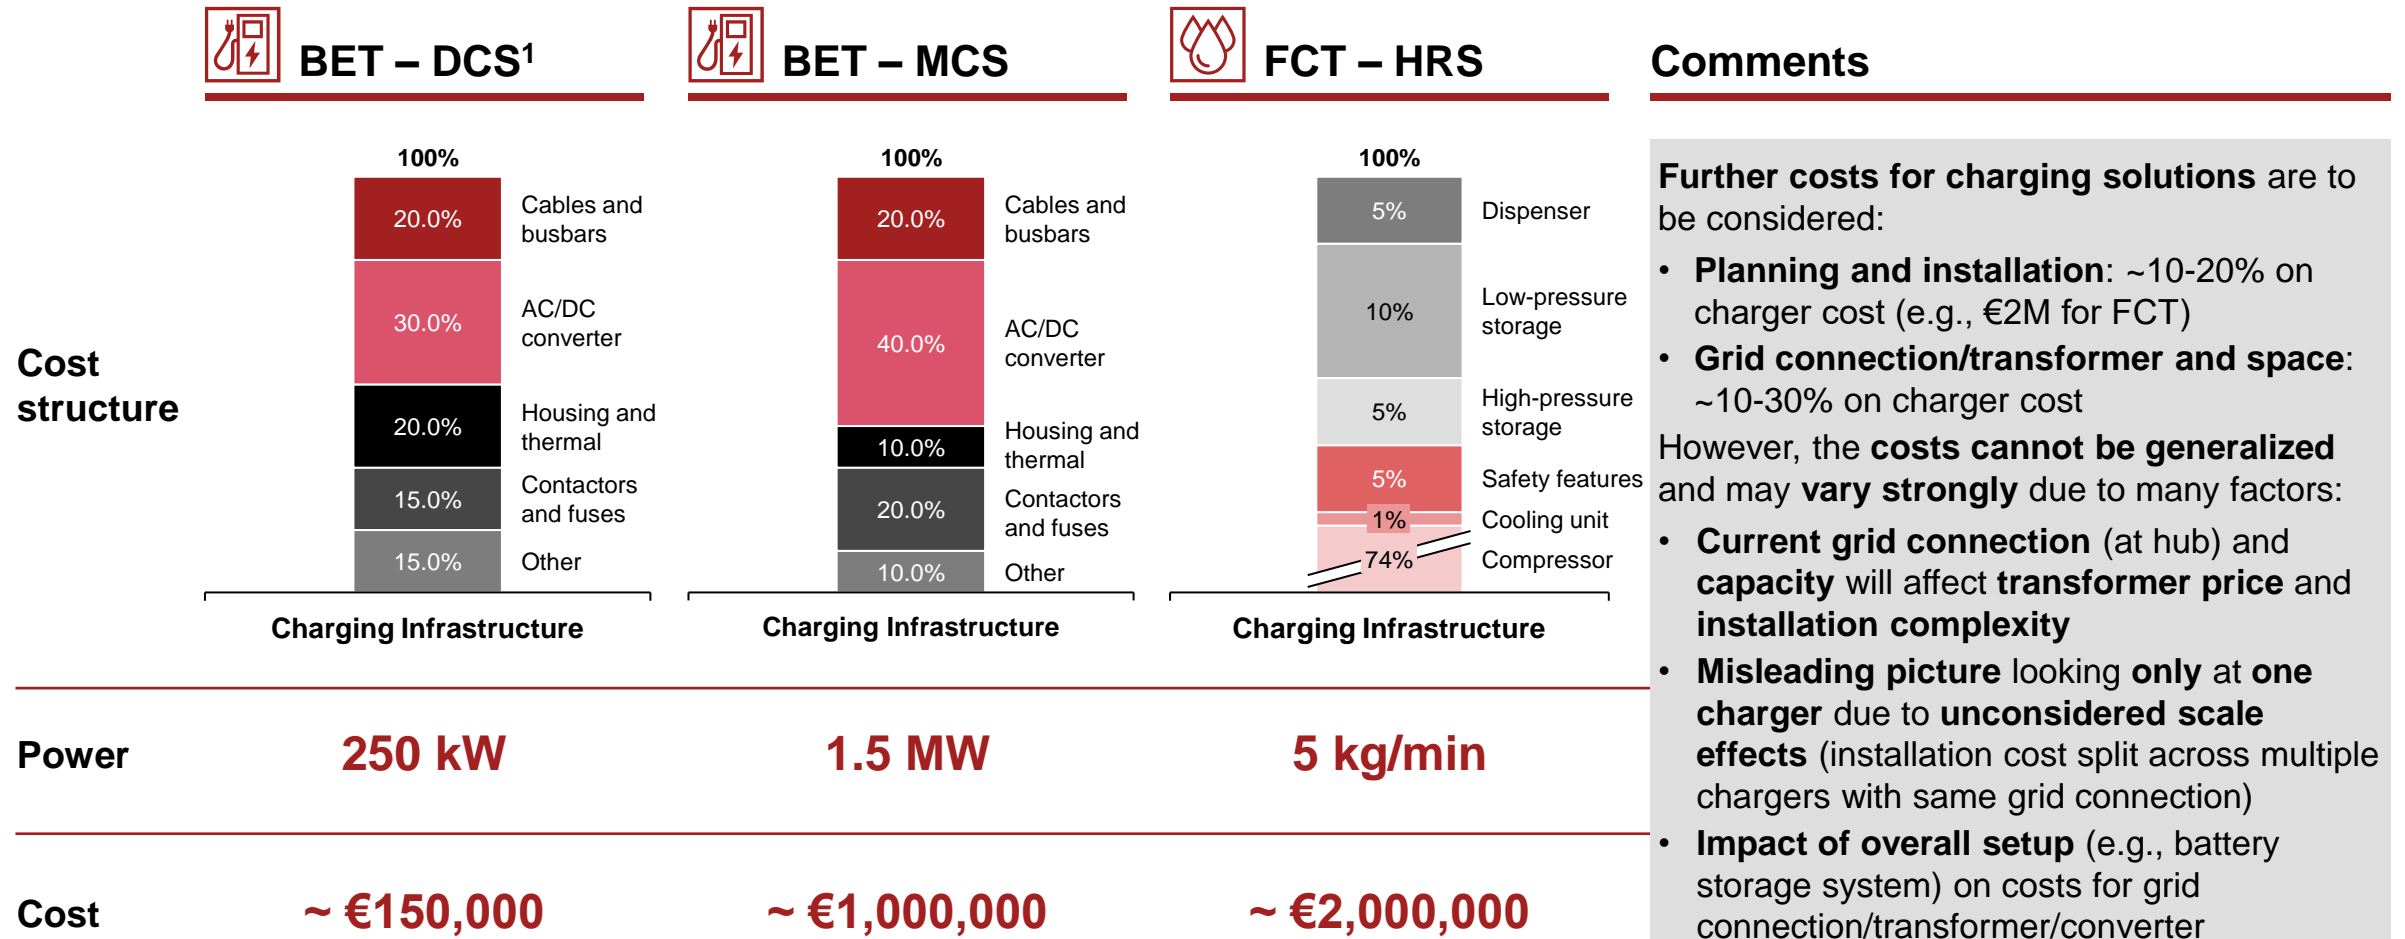 BET – DCS¹
BET – MCS
FCT – HRS
Comments
Cost
structure
100%
20.0%
Cables and
busbars
30.0%
AC/DC
converter
20.0%
Housing and
thermal
15.0%
Contactors
and fuses
15.0%
Other
Charging Infrastructure
100%
20.0%
Cables and
busbars
40.0%
AC/DC
converter
10.0%
Housing and
thermal
20.0%
Contactors
and fuses
10.0%
Other
Charging Infrastructure
100%
5%
Dispenser
10%
Low-pressure
storage
5%
High-pressure
storage
5%
Safety features
1%
Cooling unit
74%
Compressor
Charging Infrastructure
Power
250 kW
1.5 MW
5 kg/min
Cost
~ €150,000
~ €1,000,000
~ €2,000,000
Further costs for charging solutions are to
be considered:
• Planning and installation: ~10-20% on
charger cost (e.g., €2M for FCT)
• Grid connection/transformer and space:
~10-30% on charger cost
However, the costs cannot be generalized
and may vary strongly due to many factors:
• Current grid connection (at hub) and
capacity will affect transformer price and
installation complexity
• Misleading picture looking only at one
charger due to unconsidered scale
effects (installation cost split across multiple
chargers with same grid connection)
• Impact of overall setup (e.g., battery
storage system) on costs for grid
connection/transformer/converter